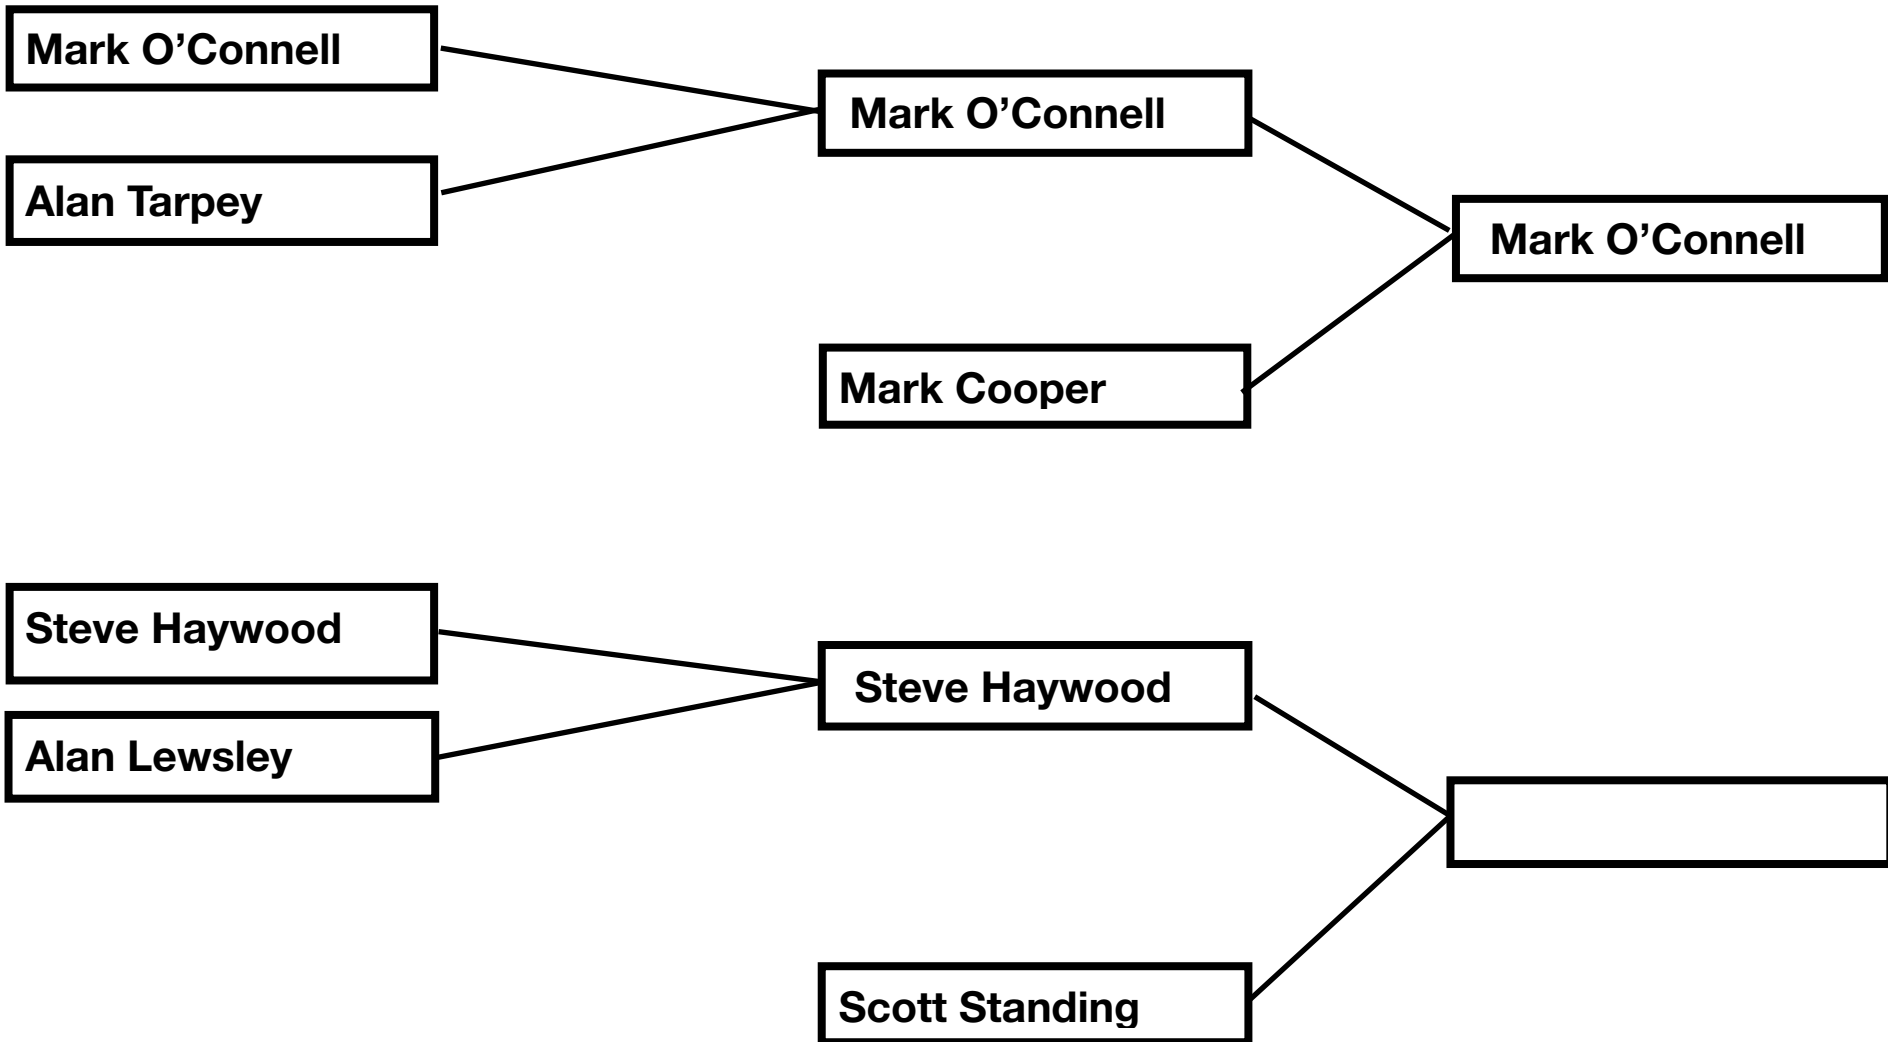 Mark O’Connell
Alan Tarpey
Mark O’Connell
Mark Cooper
Mark O’Connell
Steve Haywood
Alan Lewsley
Steve Haywood
Scott Standing